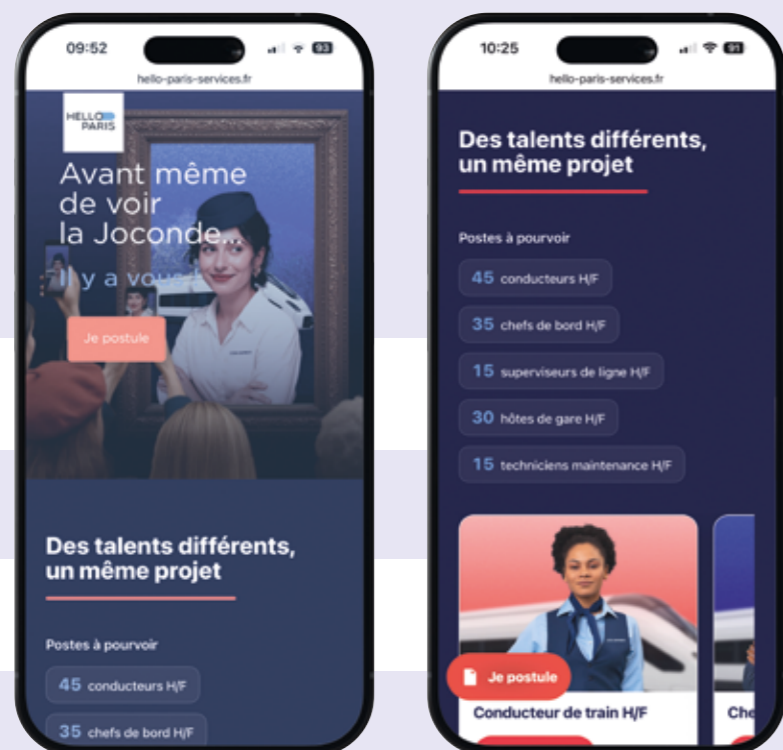 09:52
93
hello-paris-services.fr
HELLO
PARIS
Avant même
de voir
la Joconde...
Il y a vous !
Je postule
Des talents différents,
un même projet
Postes à pourvoir
45 conducteurs H/F
35 chefs de bord H/F
10:25
91
hello-paris-services.fr
Des talents différents,
un même projet
Postes à pourvoir
45 conducteurs H/F
35 chefs de bord H/F
15 superviseurs de ligne H/F
30 hôtes de gare H/F
15 techniciens maintenance H/F
Je postule
Conducteur de train H/F
Che